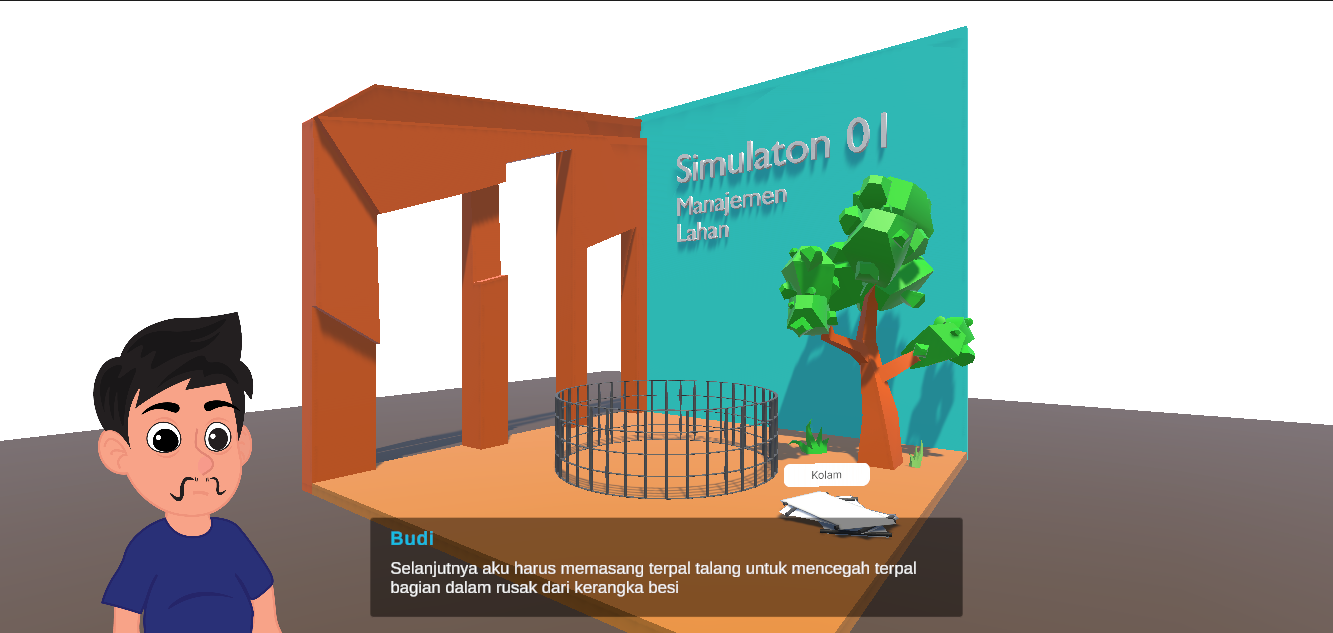 Simulaton 01
Manajemen
Lahan
Kolam
Budi
Selanjutnya aku harus memasang terpal talang untuk mencegah terpal
bagian dalam rusak dari kerangka besi